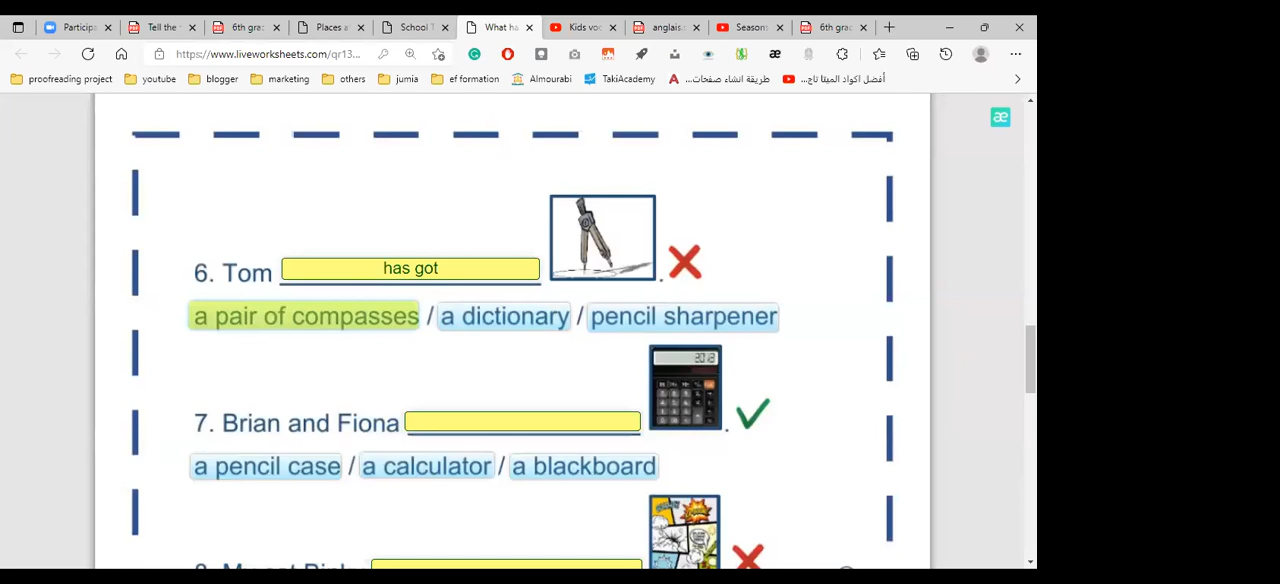 Particip Tell the 6th gra Places a School T What ha Kids voc anglais. Season: 6th gra
https://www.liveworksheets.com/qr13...
proofreading project youtube blogger marketing others jumia ef formation Almourabi TakiAcademy طريقة انشاء صفحات... أفضل اكواد الميتا تاج...
æ
6. Tom has got .
a pair of compasses / a dictionary / pencil sharpener
2013
7. Brian and Fiona .
a pencil case / a calculator / a blackboard